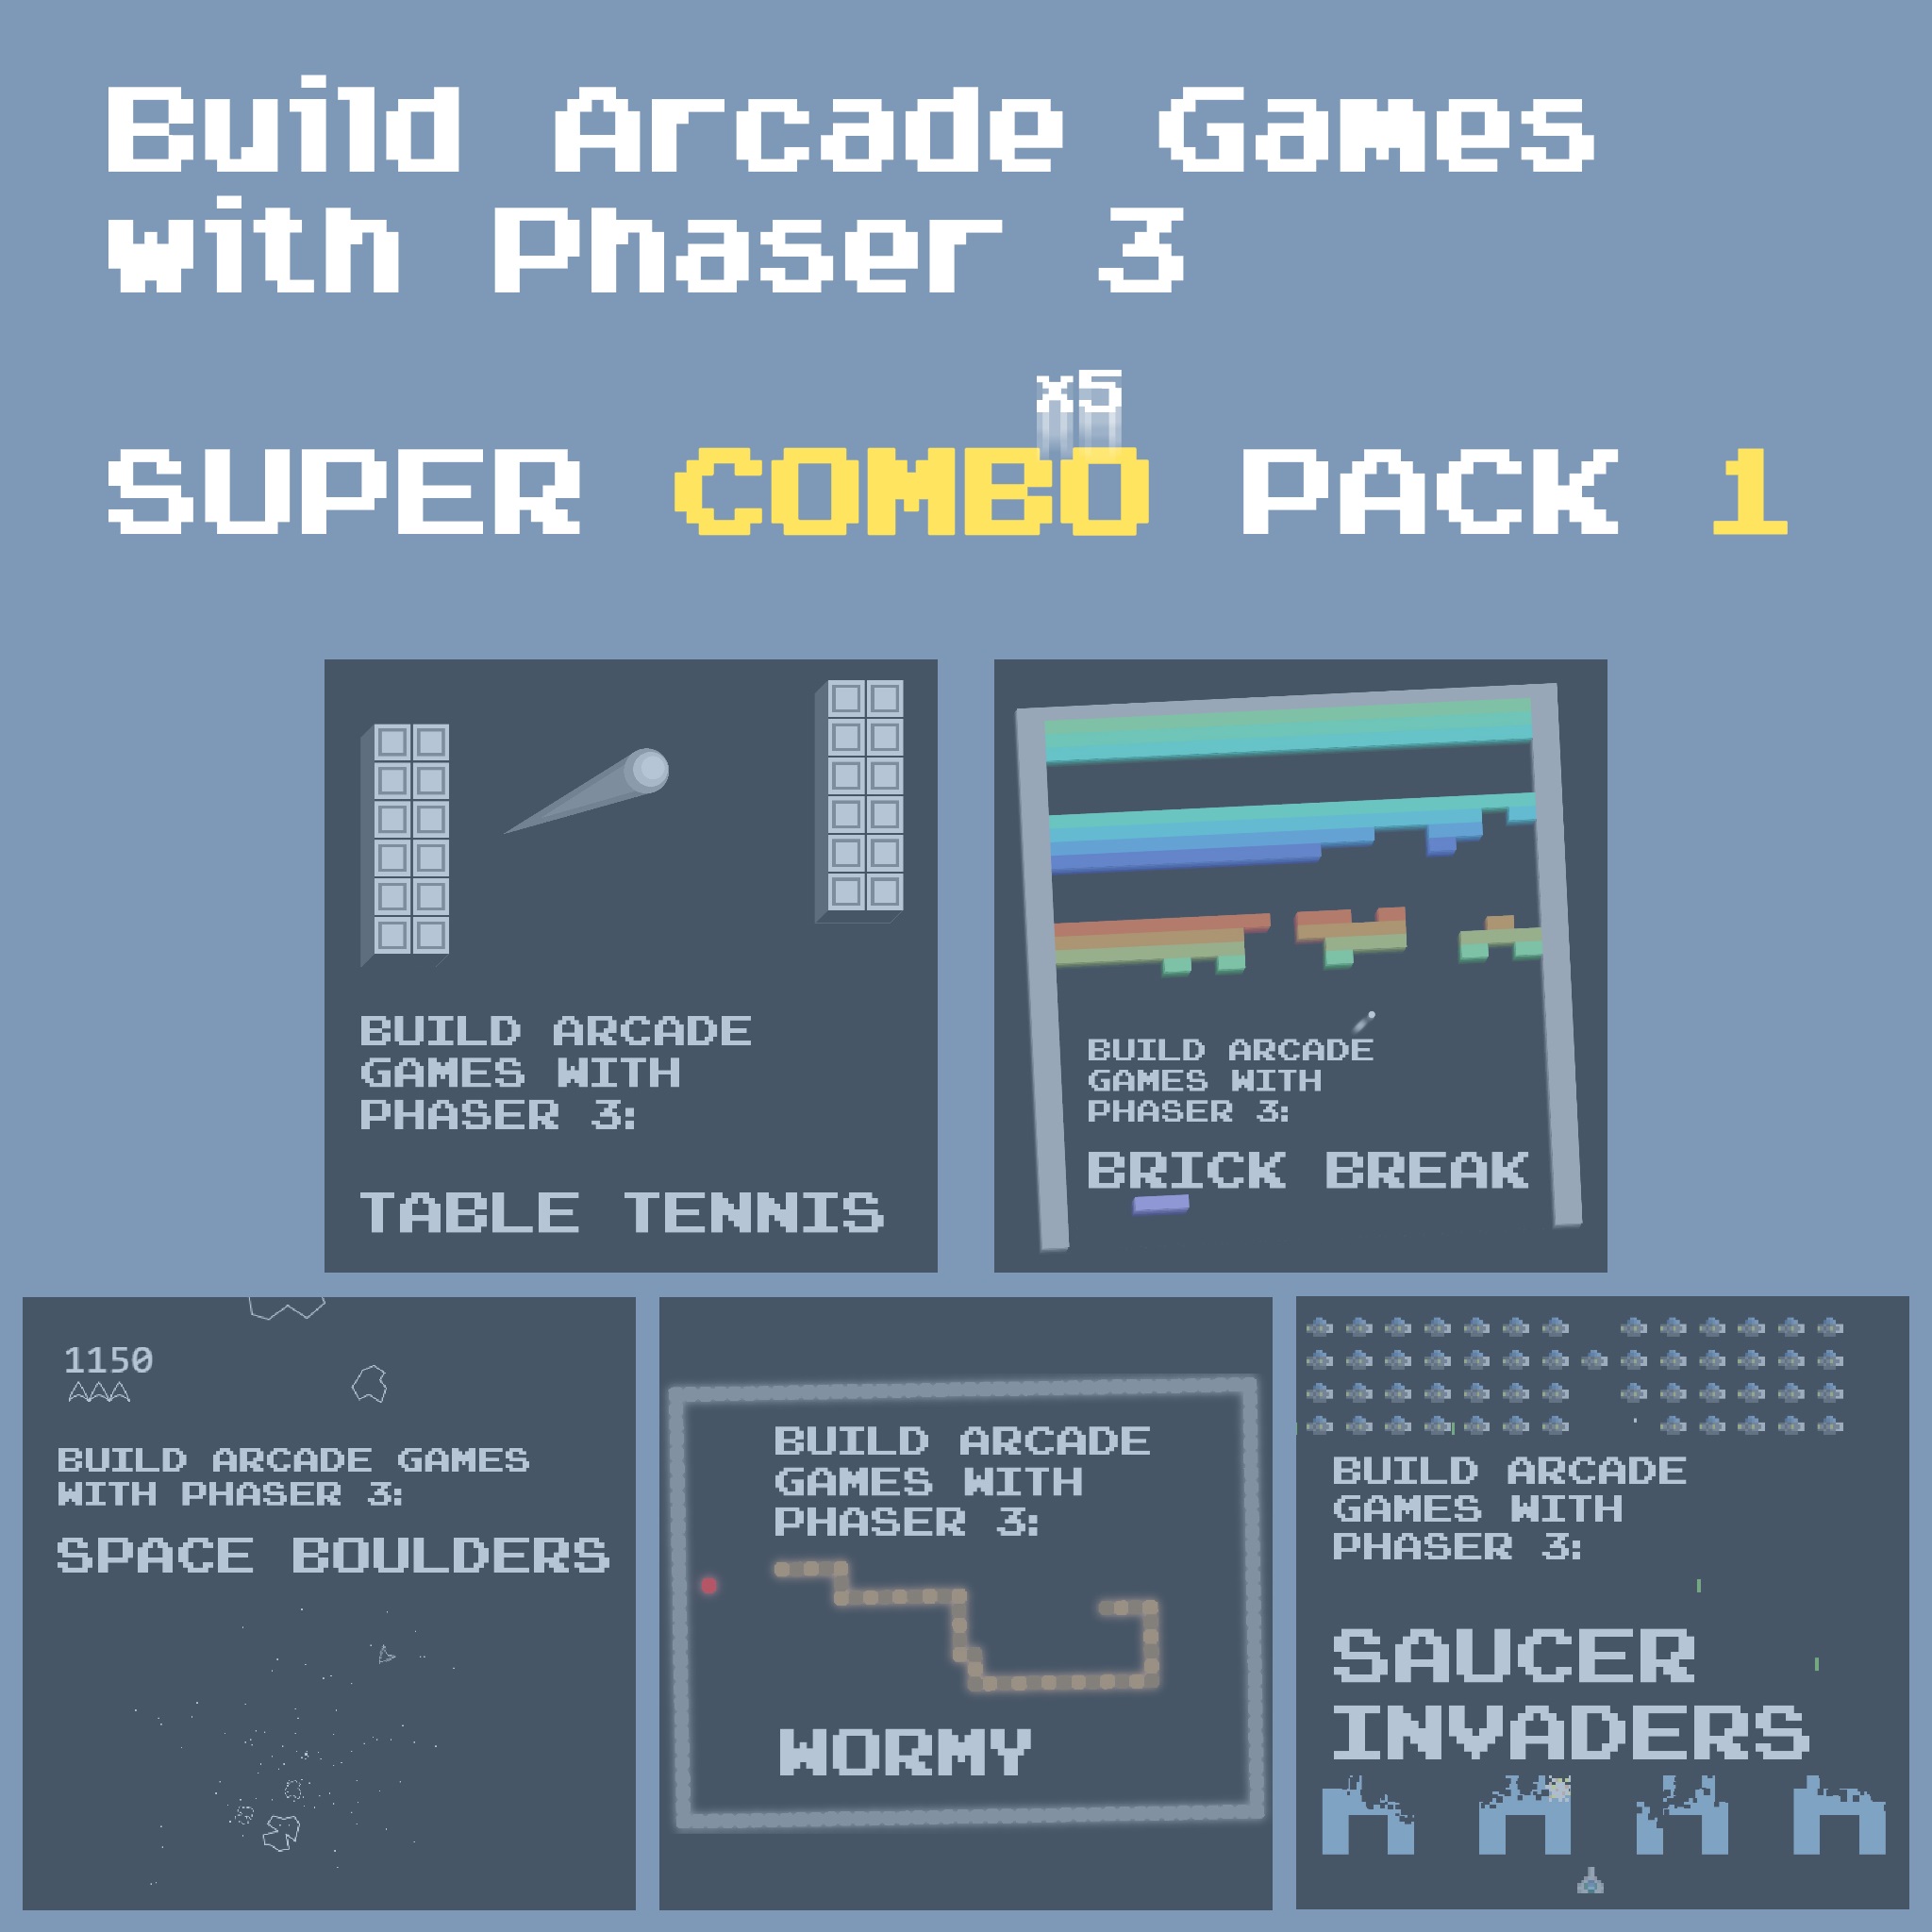 Build Arcade Games
with Phaser 3
x5
SUPER COMBO PACK 1
BUILD ARCADE
GAMES WITH
PHASER 3:
TABLE TENNIS
BUILD ARCADE
GAMES WITH
PHASER 3:
BRICK BREAK
1150
BUILD ARCADE GAMES
WITH PHASER 3:
SPACE BOULDERS
BUILD ARCADE
GAMES WITH
PHASER 3:
WORMY
BUILD ARCADE
GAMES WITH
PHASER 3:
SAUCER
INVADERS